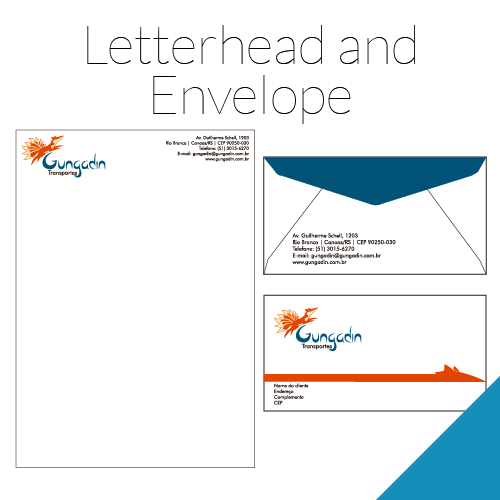 Letterhead and
Envelope
Gungadin
Transportes
Av. Guilherme Schell, 1203
Rio Branco | Canoas/RS | CEP 90250-030
Telefone: (51) 3015-6270
E-mail: gungadin@gungadin.com.br
www.gungadin.com.br
Av. Guilherme Schell, 1203
Rio Branco | Canoas/RS | CEP 90250-030
Telefone: (51) 3015-6270
E-mail: gungadin@gungadin.com.br
www.gungadin.com.br
Gungadin
Transportes
Nome do cliente
Endereço
Complemento
CEP